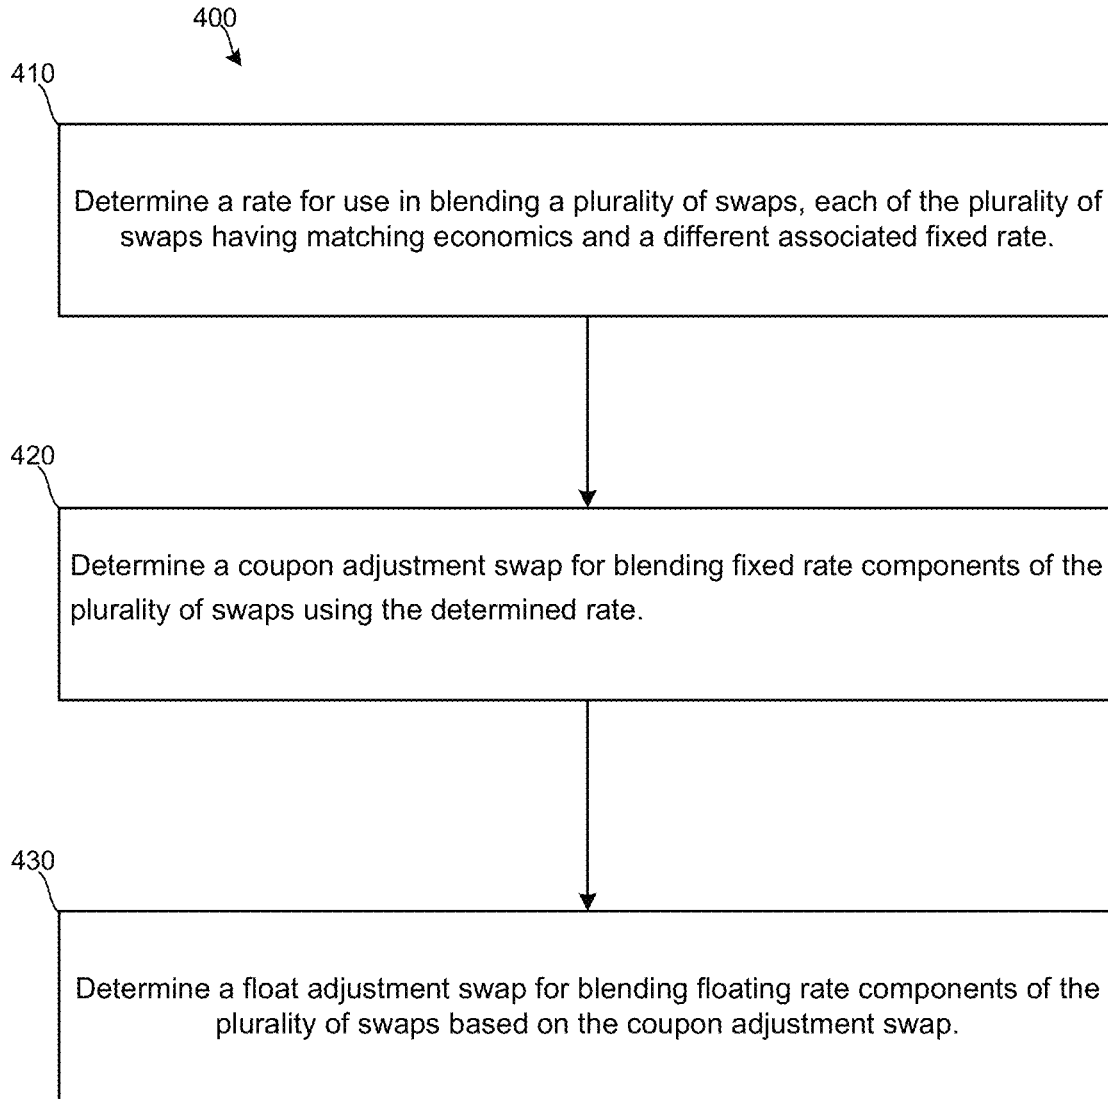 400
410
Determine a rate for use in blending a plurality of swaps, each of the plurality of
swaps having matching economics and a different associated fixed rate.
420
Determine a coupon adjustment swap for blending fixed rate components of the
plurality of swaps using the determined rate.
430
Determine a float adjustment swap for blending floating rate components of the
plurality of swaps based on the coupon adjustment swap.